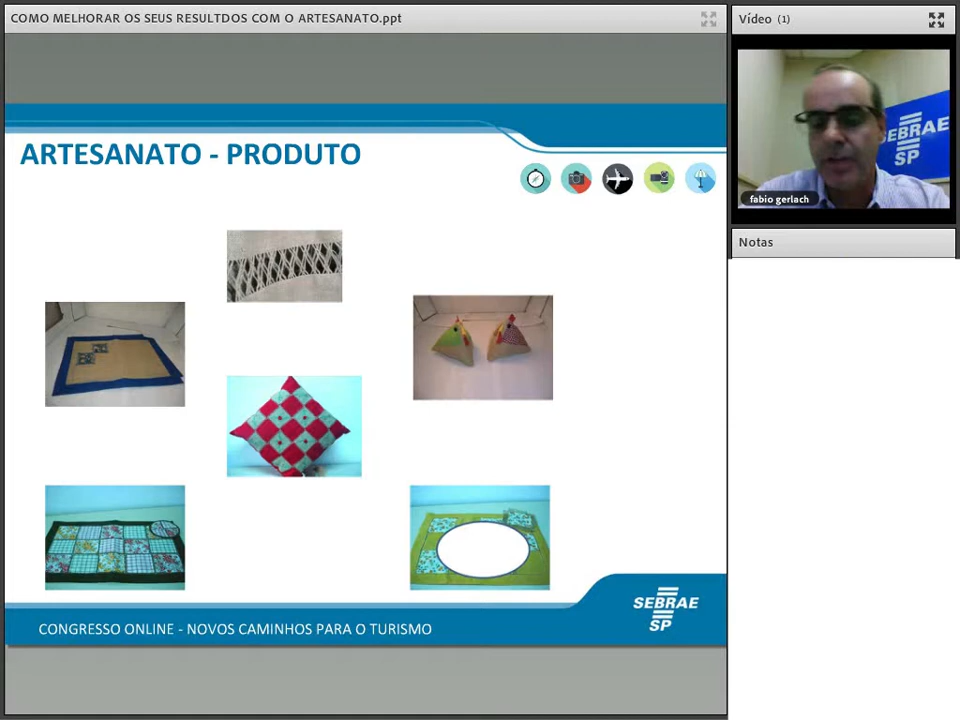 COMO MELHORAR OS SEUS RESULTDOS COM O ARTESANATO.ppt
Vídeo (1)
SEBRAE
SP
fabio gerlach
Notas
ARTESANATO - PRODUTO
SEBRAE
SP
CONGRESSO ONLINE - NOVOS CAMINHOS PARA O TURISMO